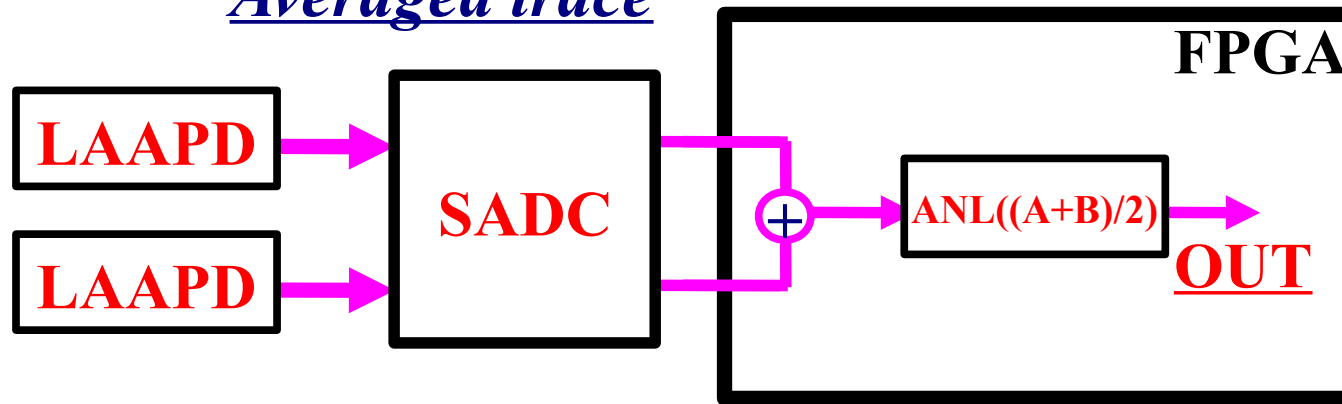 Averaged trace
FPGA
LAAPD
SADC
+
ANL((A+B)/2)
OUT
LAAPD